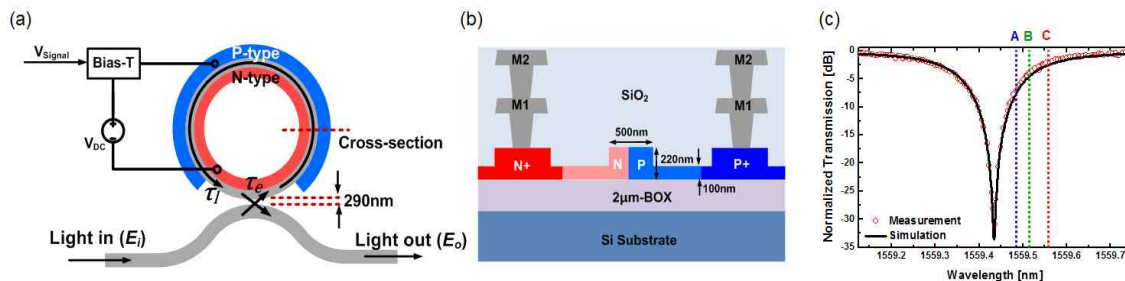 (a)
V_Signal
Bias-T
V_DC
P-type
N-type
Cross-section
τ_l
τ_e
290nm
Light in (E_i)
Light out (E_o)
(b)
M2
M2
M1
M1
SiO₂
500nm
N+
N
P
220nm
P+
100nm
2μm-BOX
Si Substrate
(c)
A B C
Normalized Transmission [dB]
0
-5
-10
-15
-20
-25
-30
-35
Measurement
Simulation
1559.2 1559.3 1559.4 1559.5 1559.6 1559.7
Wavelength [nm]